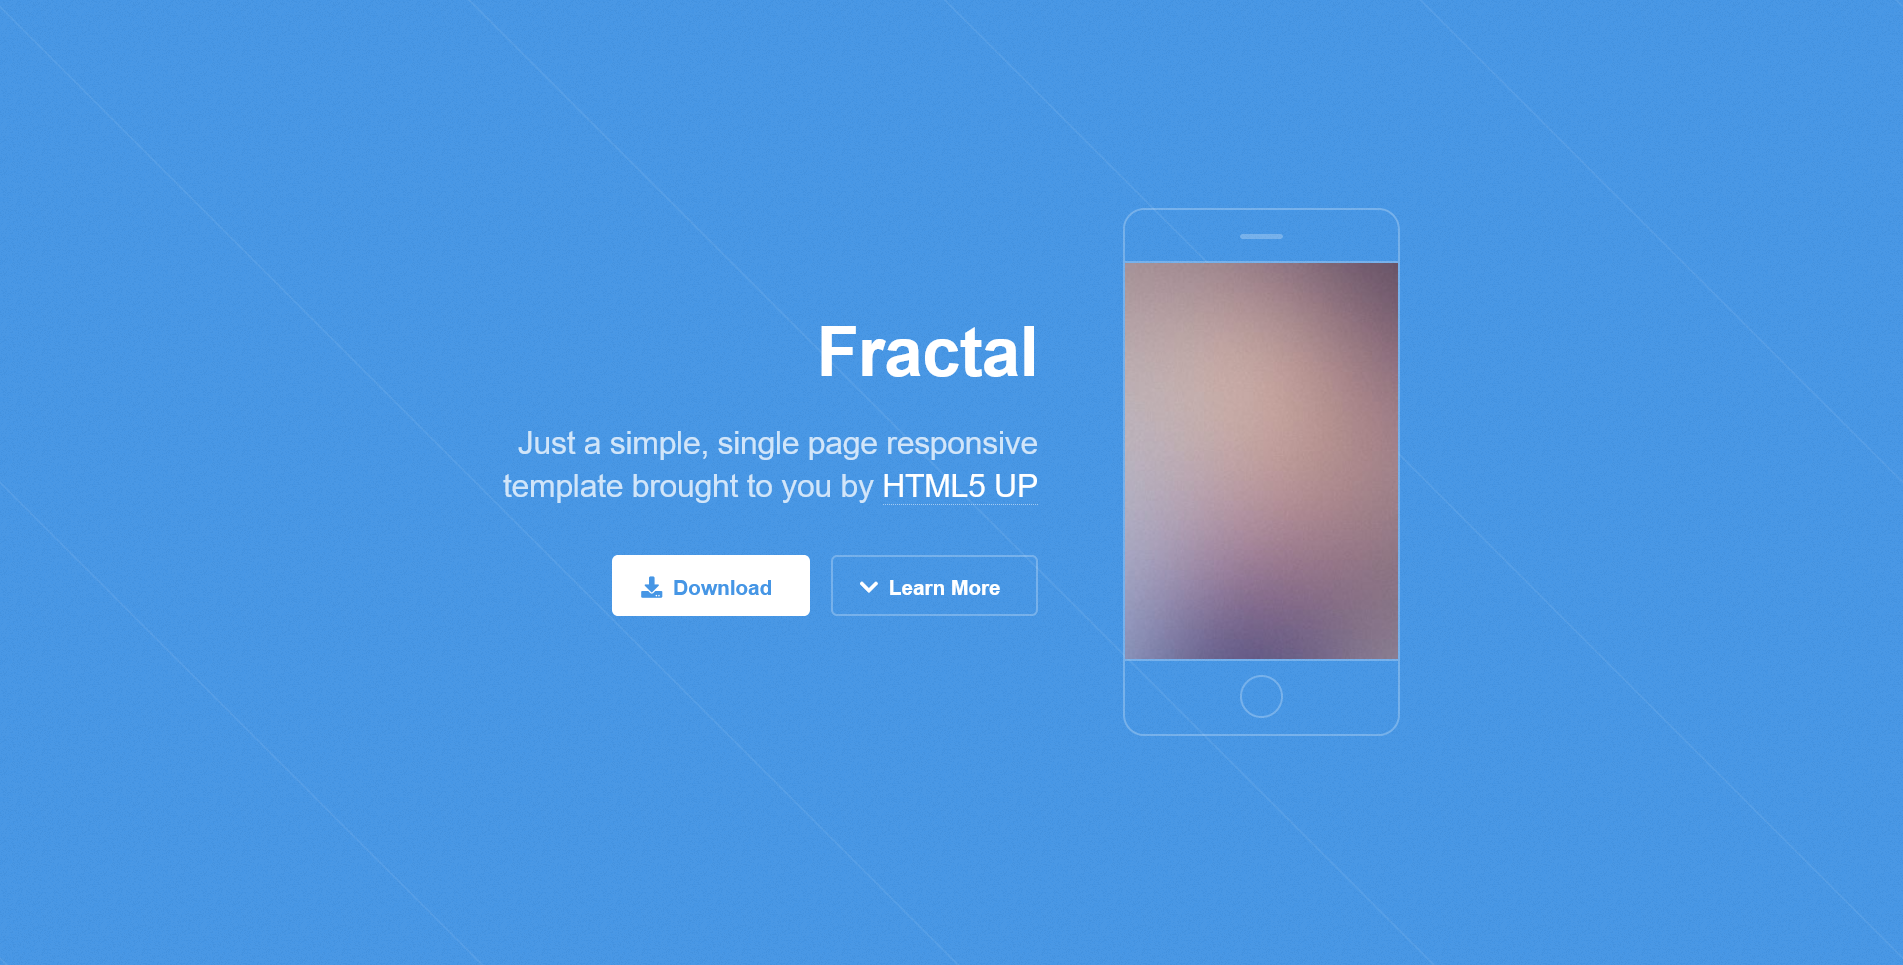 Fractal
Just a simple, single page responsive
template brought to you by HTML5 UP
Download
Learn More